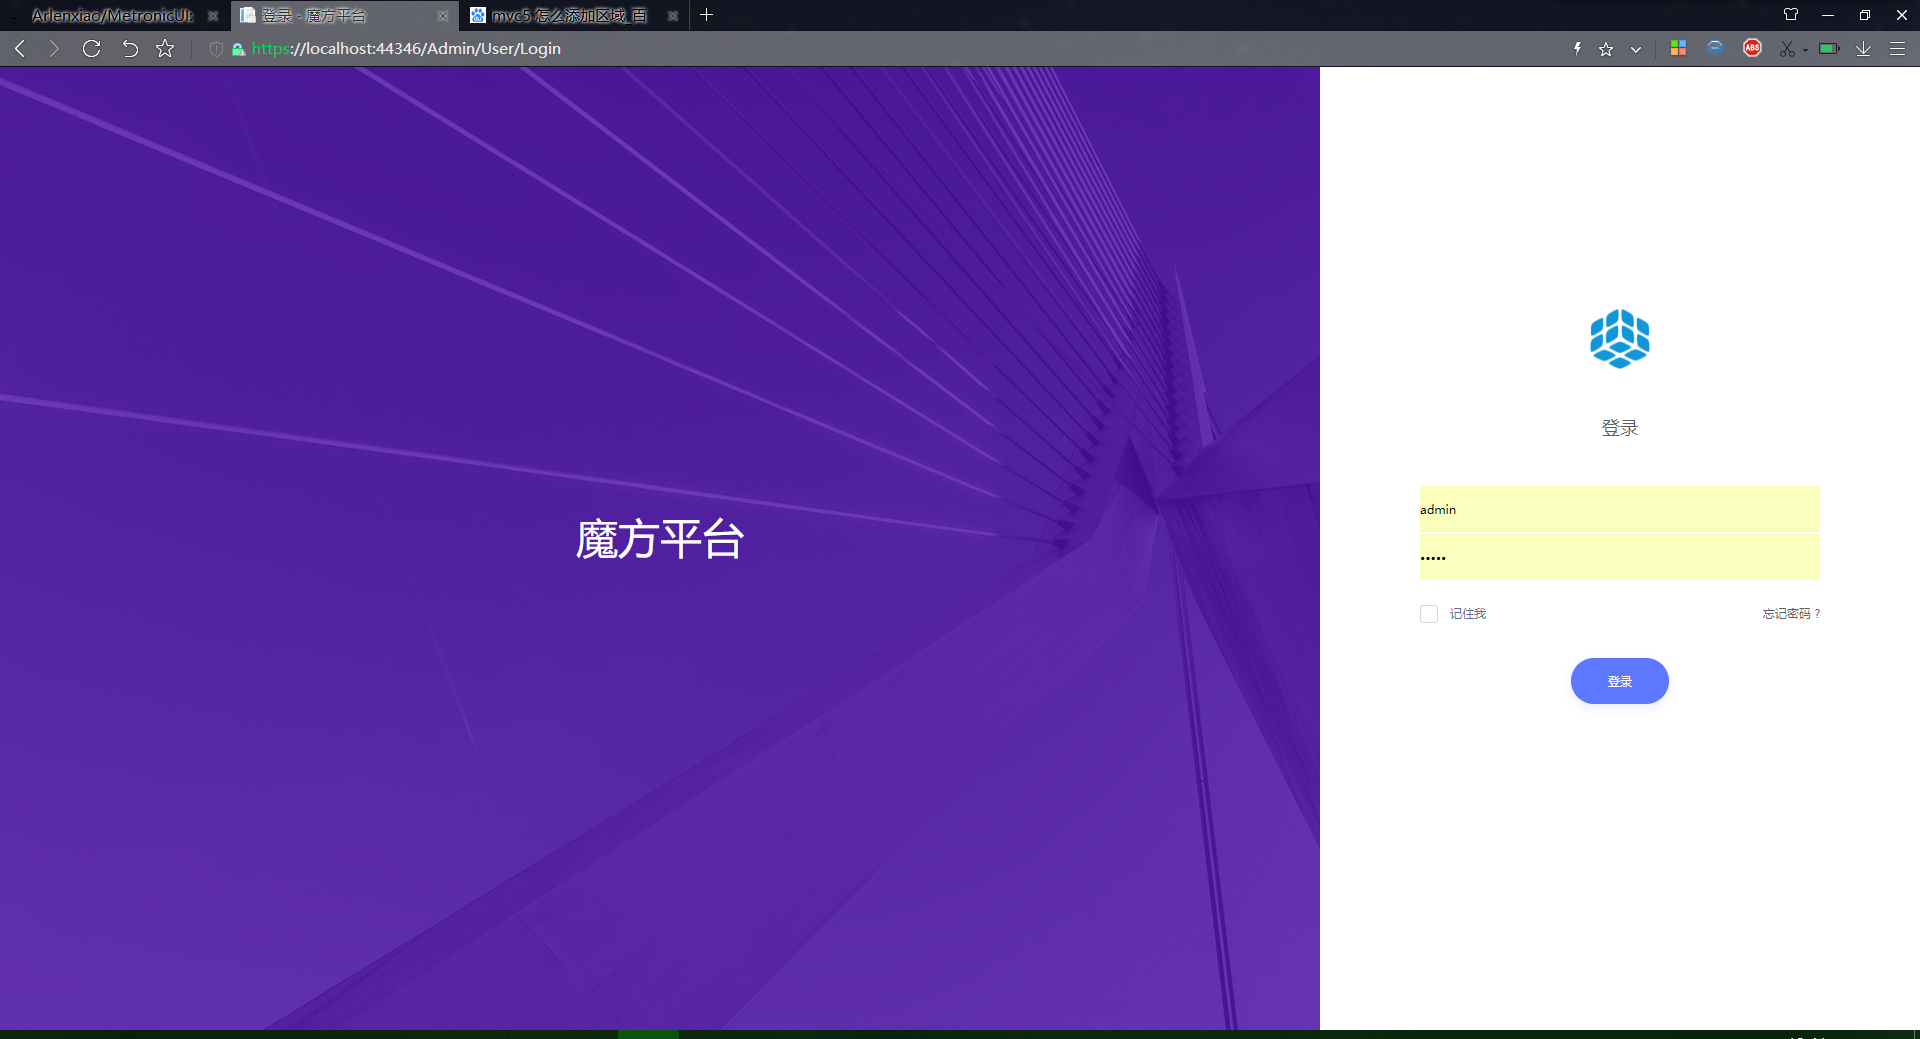 Arlenxiao/MetronicUI:
登录 - 魔方平台
mvc5 怎么添加区域_百
https://localhost:44346/Admin/User/Login
ABS
魔方平台
登录
admin
•••••
记住我
忘记密码 ?
登录